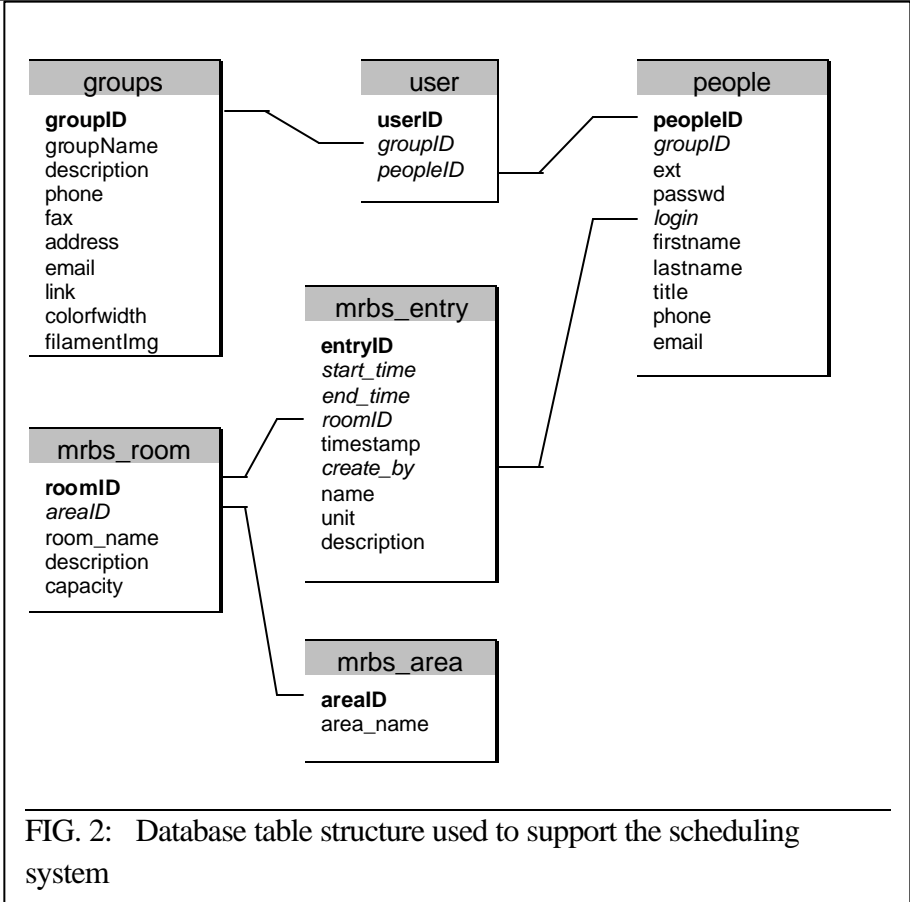 groups
groupID
groupName
description
phone
fax
address
email
link
colorfwidth
filamentImg
user
userID
groupID
peopleID
people
peopleID
groupID
ext
passwd
login
firstname
lastname
title
phone
email
mrbs_entry
entryID
start_time
end_time
roomID
timestamp
create_by
name
unit
description
mrbs_room
roomID
areaID
room_name
description
capacity
mrbs_area
areaID
area_name
FIG. 2: Database table structure used to support the scheduling
system